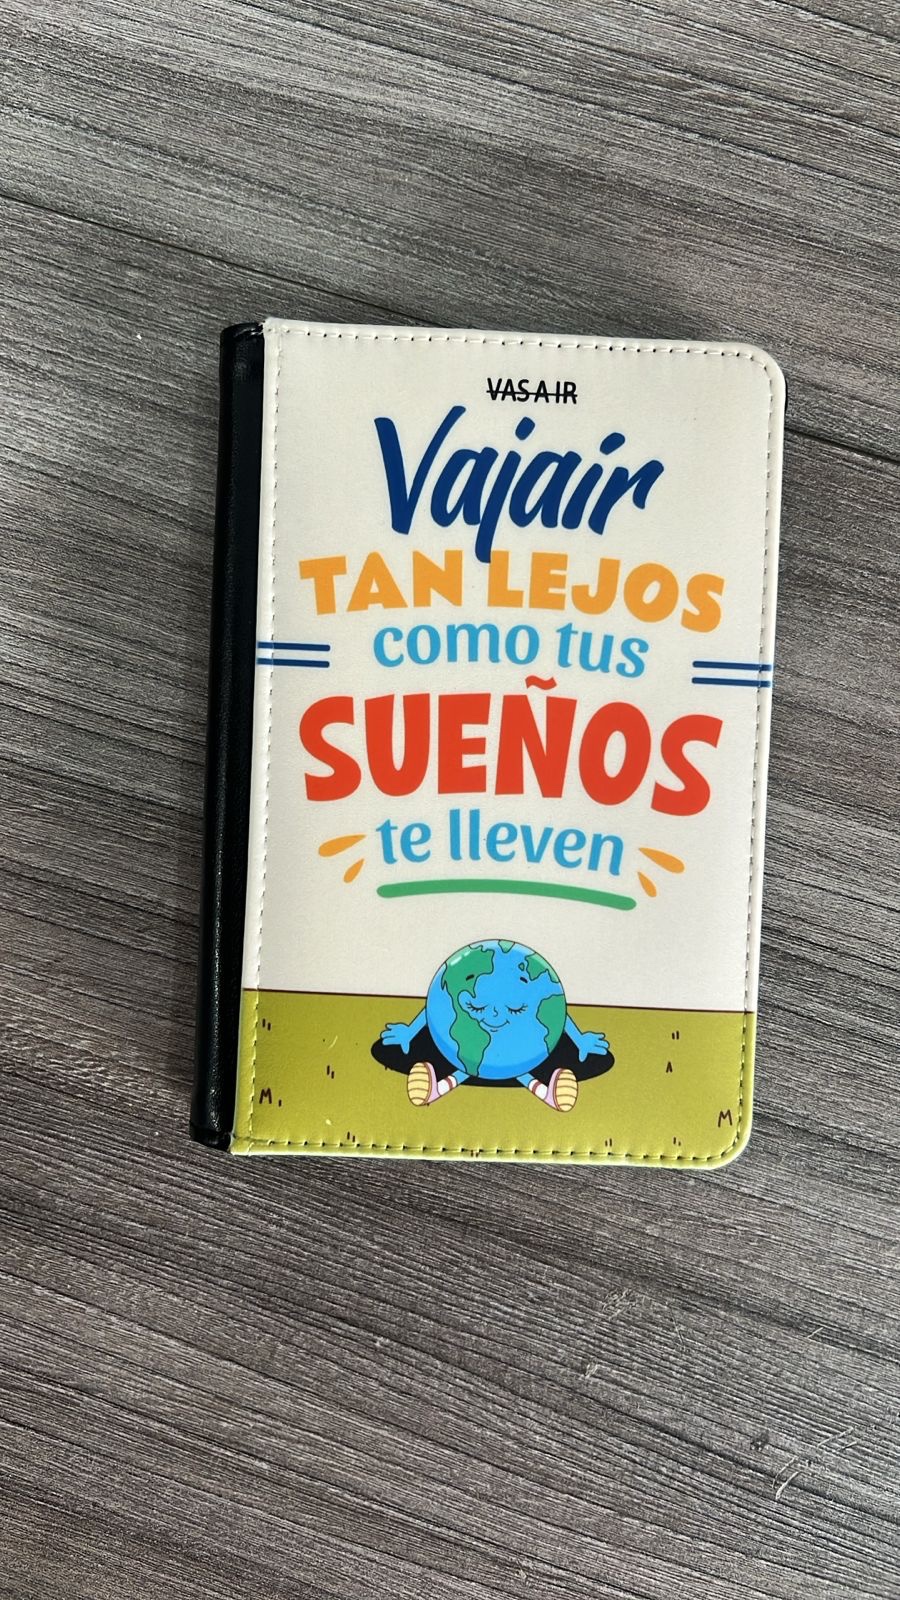 VAS A IR
Vajair
TAN LEJOS
como tus
SUEÑOS
te lleven